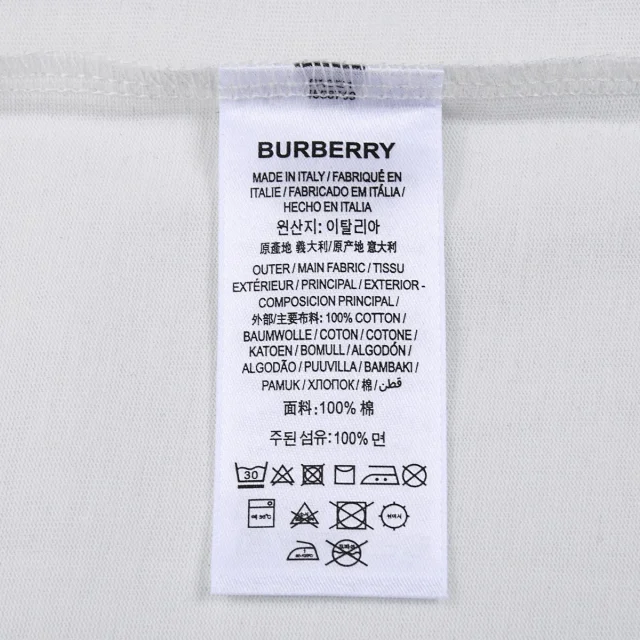 BURBERRY
MADE IN ITALY / FABRIQUÉ EN
ITALIE / FABRICADO EM ITÁLIA /
HECHO EN ITALIA
원산지: 이탈리아
原產地 義大利/原产地 意大利
OUTER / MAIN FABRIC / TISSU
EXTÉRIEUR / PRINCIPAL / EXTERIOR -
COMPOSICION PRINCIPAL /
外部/主要布料: 100% COTTON /
BAUMWOLLE / COTON / COTONE /
KATOEN / BOMULL / ALGODÓN /
ALGODÃO / PUUVILLA / BAMBAKI /
PAMUK / ХЛОПОК / 棉 / قطن
面料: 100% 棉
주된 섬유: 100% 면
30